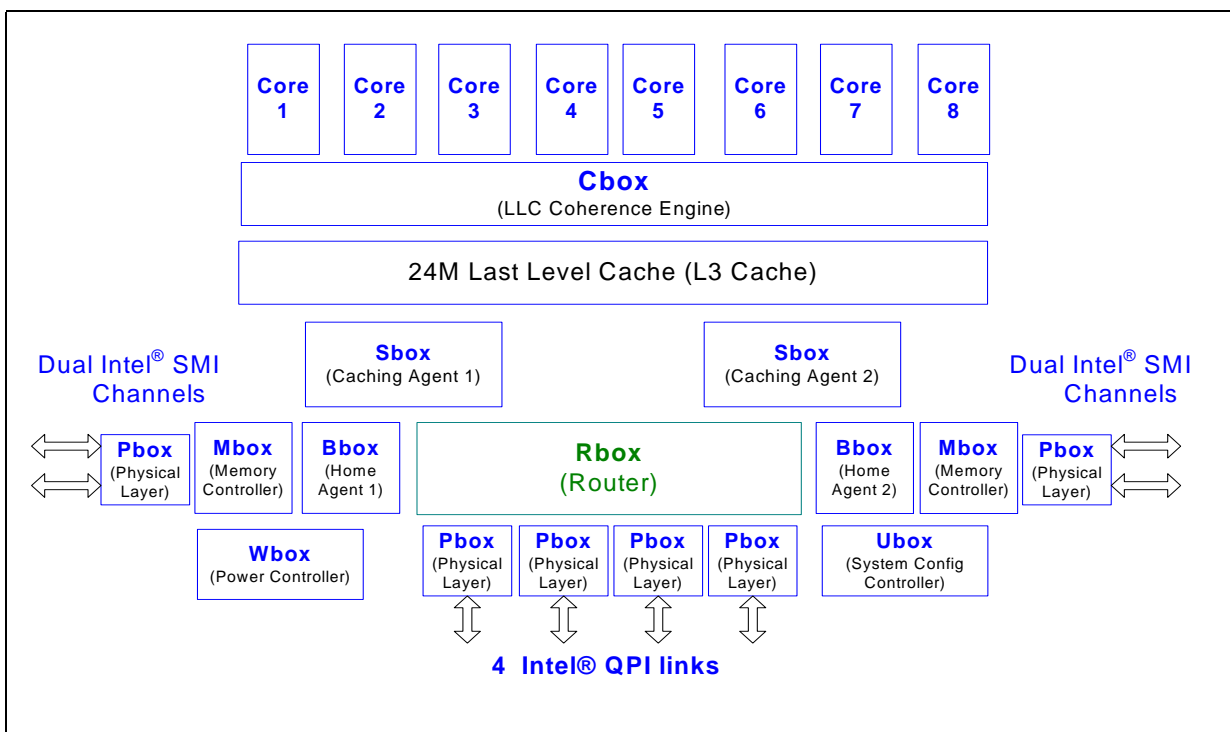 Core
1
Core
2
Core
3
Core
4
Core
5
Core
6
Core
7
Core
8
Cbox
(LLC Coherence Engine)
24M Last Level Cache (L3 Cache)
Sbox
(Caching Agent 1)
Sbox
(Caching Agent 2)
Dual Intel® SMI
Channels
Dual Intel® SMI
Channels
Pbox
(Physical
Layer)
Mbox
(Memory
Controller)
Bbox
(Home
Agent 1)
Rbox
(Router)
Bbox
(Home
Agent 2)
Mbox
(Memory
Controller)
Pbox
(Physical
Layer)
Wbox
(Power Controller)
Pbox
(Physical
Layer)
Pbox
(Physical
Layer)
Pbox
(Physical
Layer)
Pbox
(Physical
Layer)
Ubox
(System Config
Controller)
4 Intel® QPI links